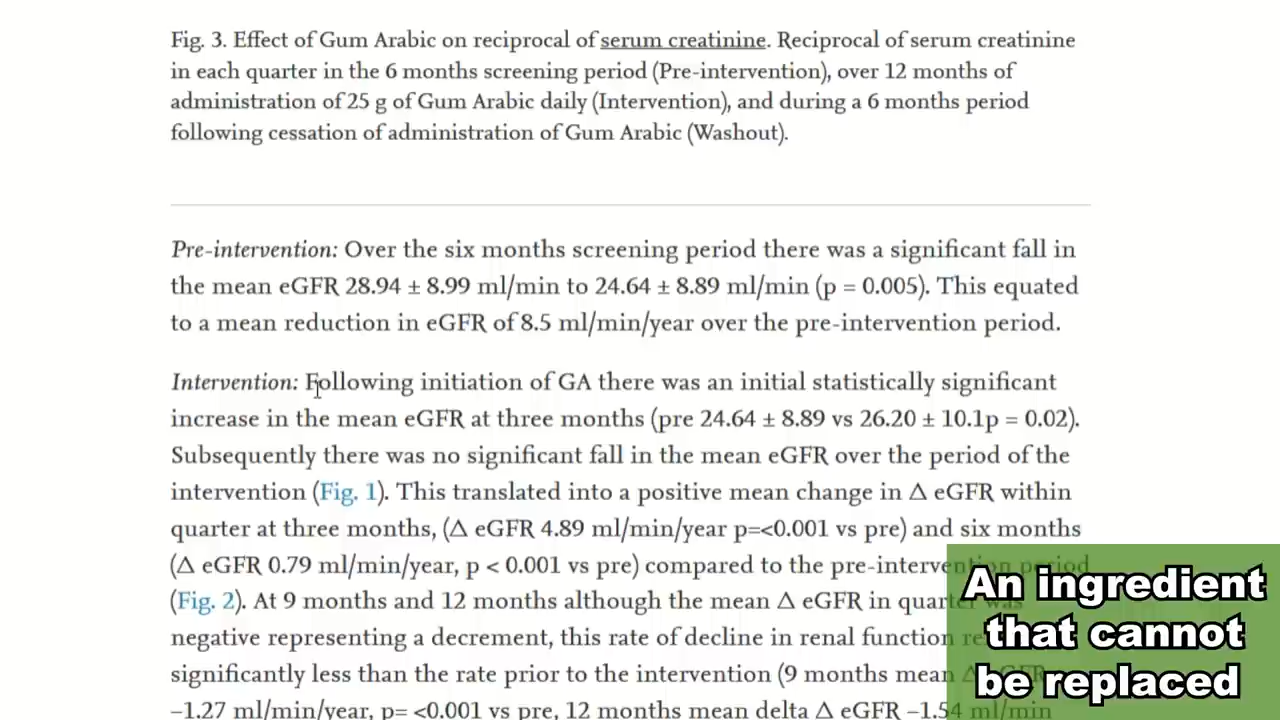 Fig. 3. Effect of Gum Arabic on reciprocal of serum creatinine. Reciprocal of serum creatinine
in each quarter in the 6 months screening period (Pre-intervention), over 12 months of
administration of 25 g of Gum Arabic daily (Intervention), and during a 6 months period
following cessation of administration of Gum Arabic (Washout).
Pre-intervention: Over the six months screening period there was a significant fall in
the mean eGFR 28.94 ± 8.99 ml/min to 24.64 ± 8.89 ml/min (p = 0.005). This equated
to a mean reduction in eGFR of 8.5 ml/min/year over the pre-intervention period.
Intervention: Following initiation of GA there was an initial statistically significant
increase in the mean eGFR at three months (pre 24.64 ± 8.89 vs 26.20 ± 10.1p = 0.02).
Subsequently there was no significant fall in the mean eGFR over the period of the
intervention (Fig. 1). This translated into a positive mean change in Δ eGFR within
quarter at three months, (Δ eGFR 4.89 ml/min/year p=<0.001 vs pre) and six months
(Δ eGFR 0.79 ml/min/year, p < 0.001 vs pre) compared to the pre-intervention period
(Fig. 2). At 9 months and 12 months although the mean Δ eGFR in quarter was
negative representing a decrement, this rate of decline in renal function
significantly less than the rate prior to the intervention (9 months mean Δ eGFR
−1.27 ml/min/year, p= <0.001 vs pre, 12 months mean delta Δ eGFR −1.54 ml/min
An ingredient
that cannot
be replaced